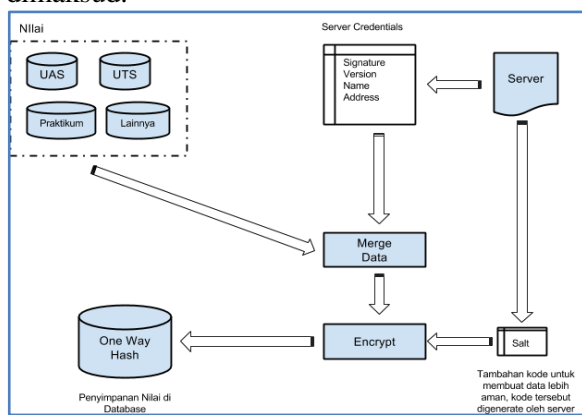 dimaksud.
NIlai
UAS
UTS
Praktikum
Lainnya
Server Credentials
Signature
Version
Name
Address
Server
Merge
Data
One Way
Hash
Encrypt
Salt
Penyimpanan Nilai di
Database
Tambahan kode untuk
membuat data lebih
aman, kode tersebut
digenerate oleh server